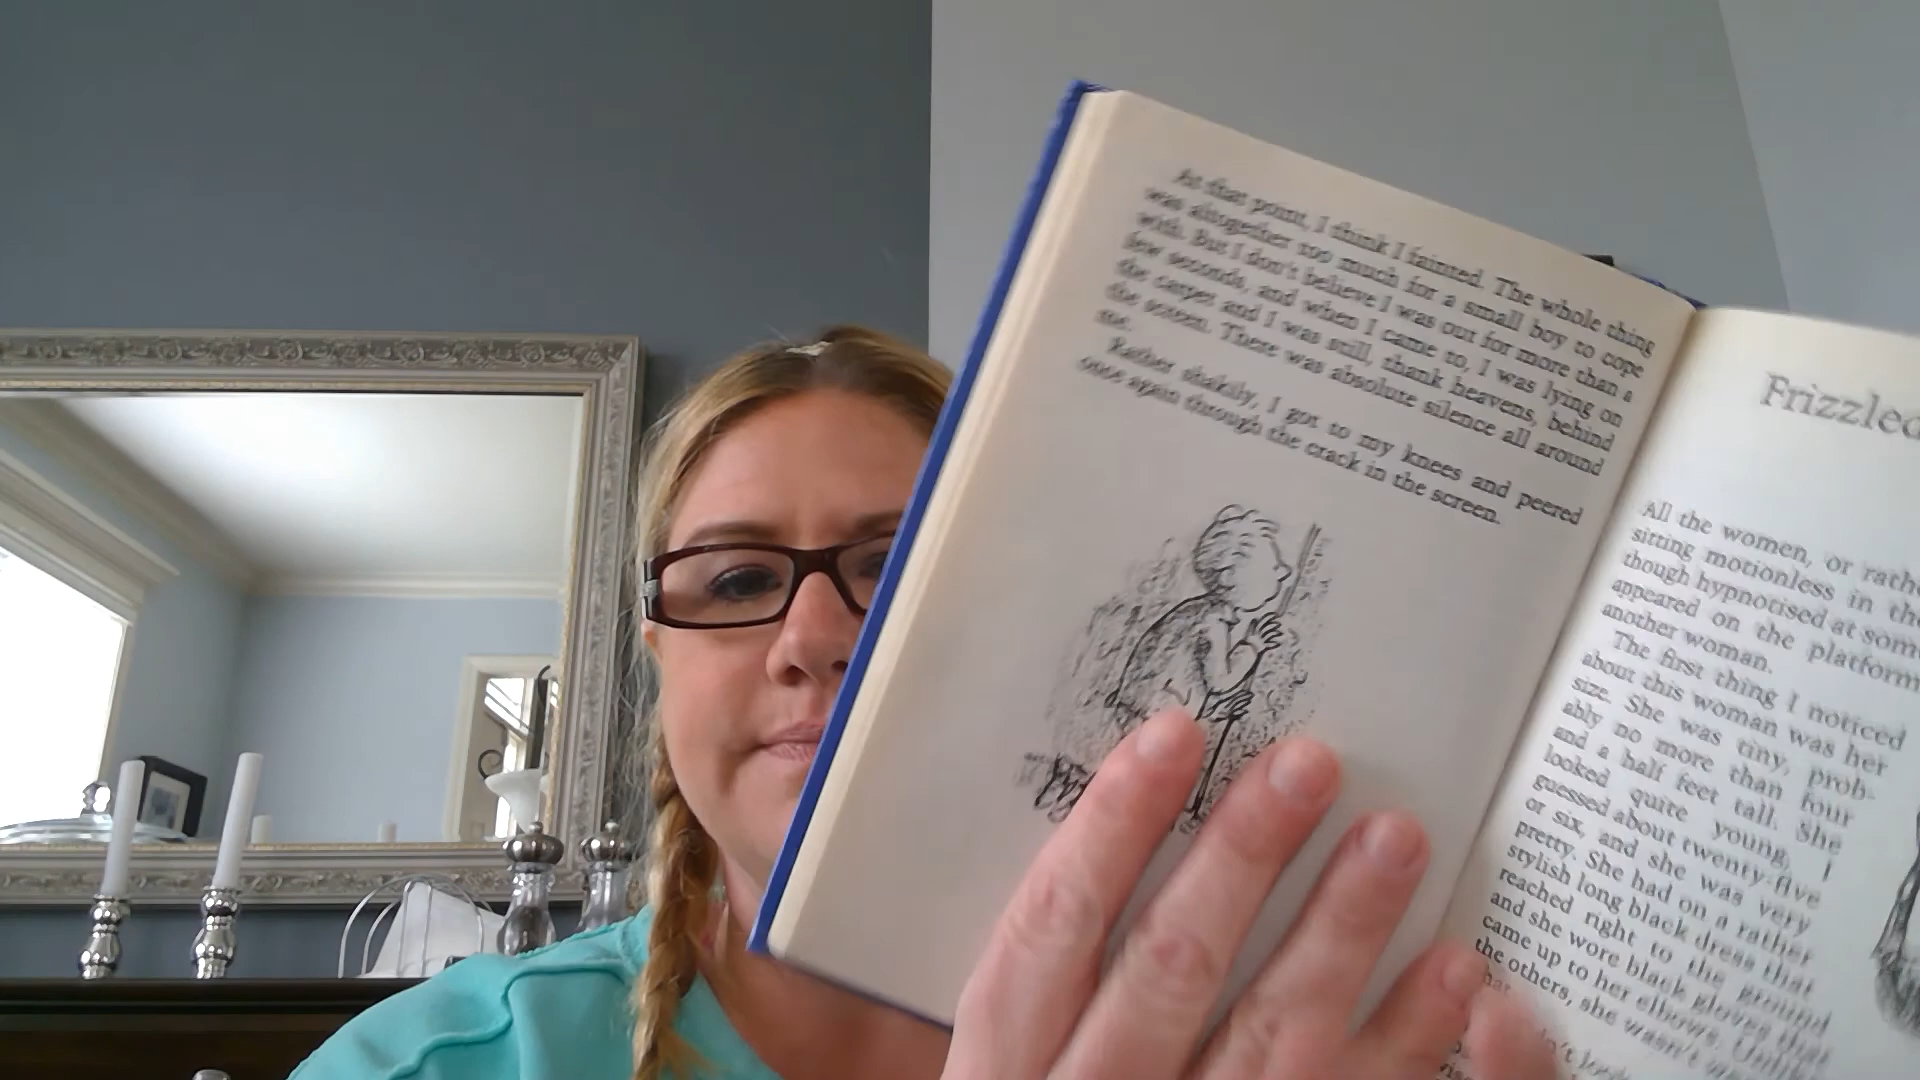 At that point, I think I fainted. The whole thing
was altogether too much for a small boy to cope
with. But I don't believe I was out for more than a
few seconds, and when I came to, I was lying on
the carpet and I was still, thank heavens, behind
the screen. There was absolute silence all around
me.
Rather shakily, I got to my knees and peered
once again through the crack in the screen.
Frizzled
All the women, or rathe
sitting motionless in the
though hypnotised at some
appeared on the platform
another woman.
The first thing I noticed
about this woman was her
size. She was tiny, prob-
ably no more than four
and a half feet tall. She
looked quite young, I
guessed about twenty-five
or six, and she was very
pretty. She had on a rather
stylish long black dress that
reached right to the ground
and she wore black gloves that
came up to her elbows. Unlike
the others, she wasn't
hat.